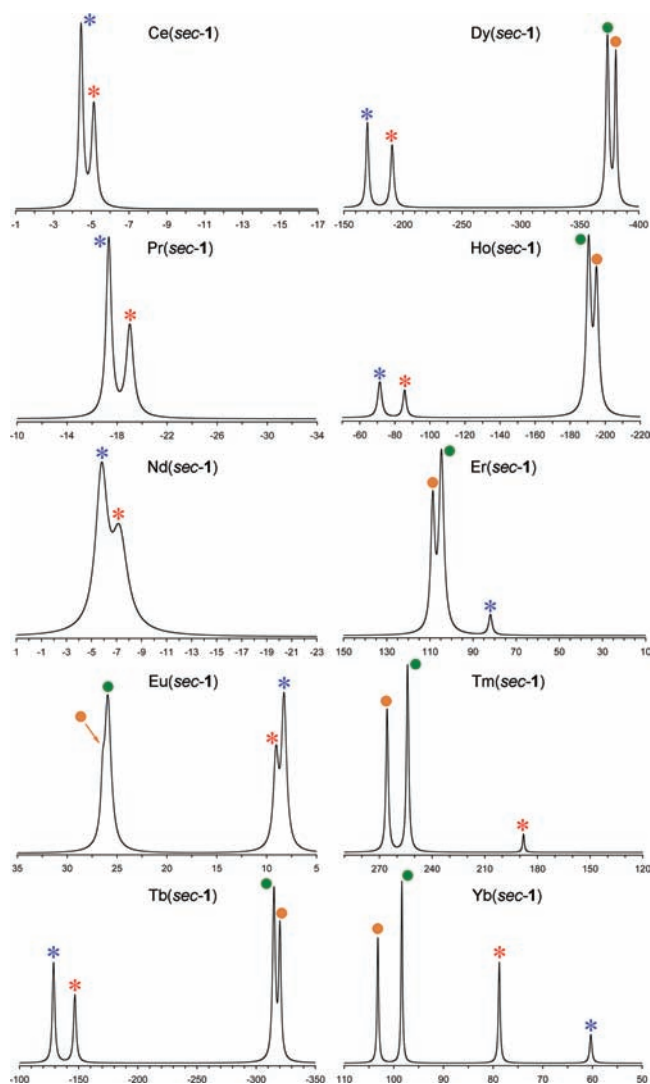 Ce(sec-1)
-1 -3 -5 -7 -9 -11 -13 -15 -17
Dy(sec-1)
-150 -200 -250 -300 -350 -400
Pr(sec-1)
-10 -14 -18 -22 -26 -30 -34
Ho(sec-1)
-60 -80 -100 -120 -140 -160 -180 -200 -220
Nd(sec-1)
1 -1 -3 -5 -7 -9 -11 -13 -15 -17 -19 -21 -23
Er(sec-1)
150 130 110 90 70 50 30 10
Eu(sec-1)
35 30 25 20 15 10 5
Tm(sec-1)
270 240 210 180 150 120
Tb(sec-1)
-100 -150 -200 -250 -300 -350
Yb(sec-1)
110 100 90 80 70 60 50